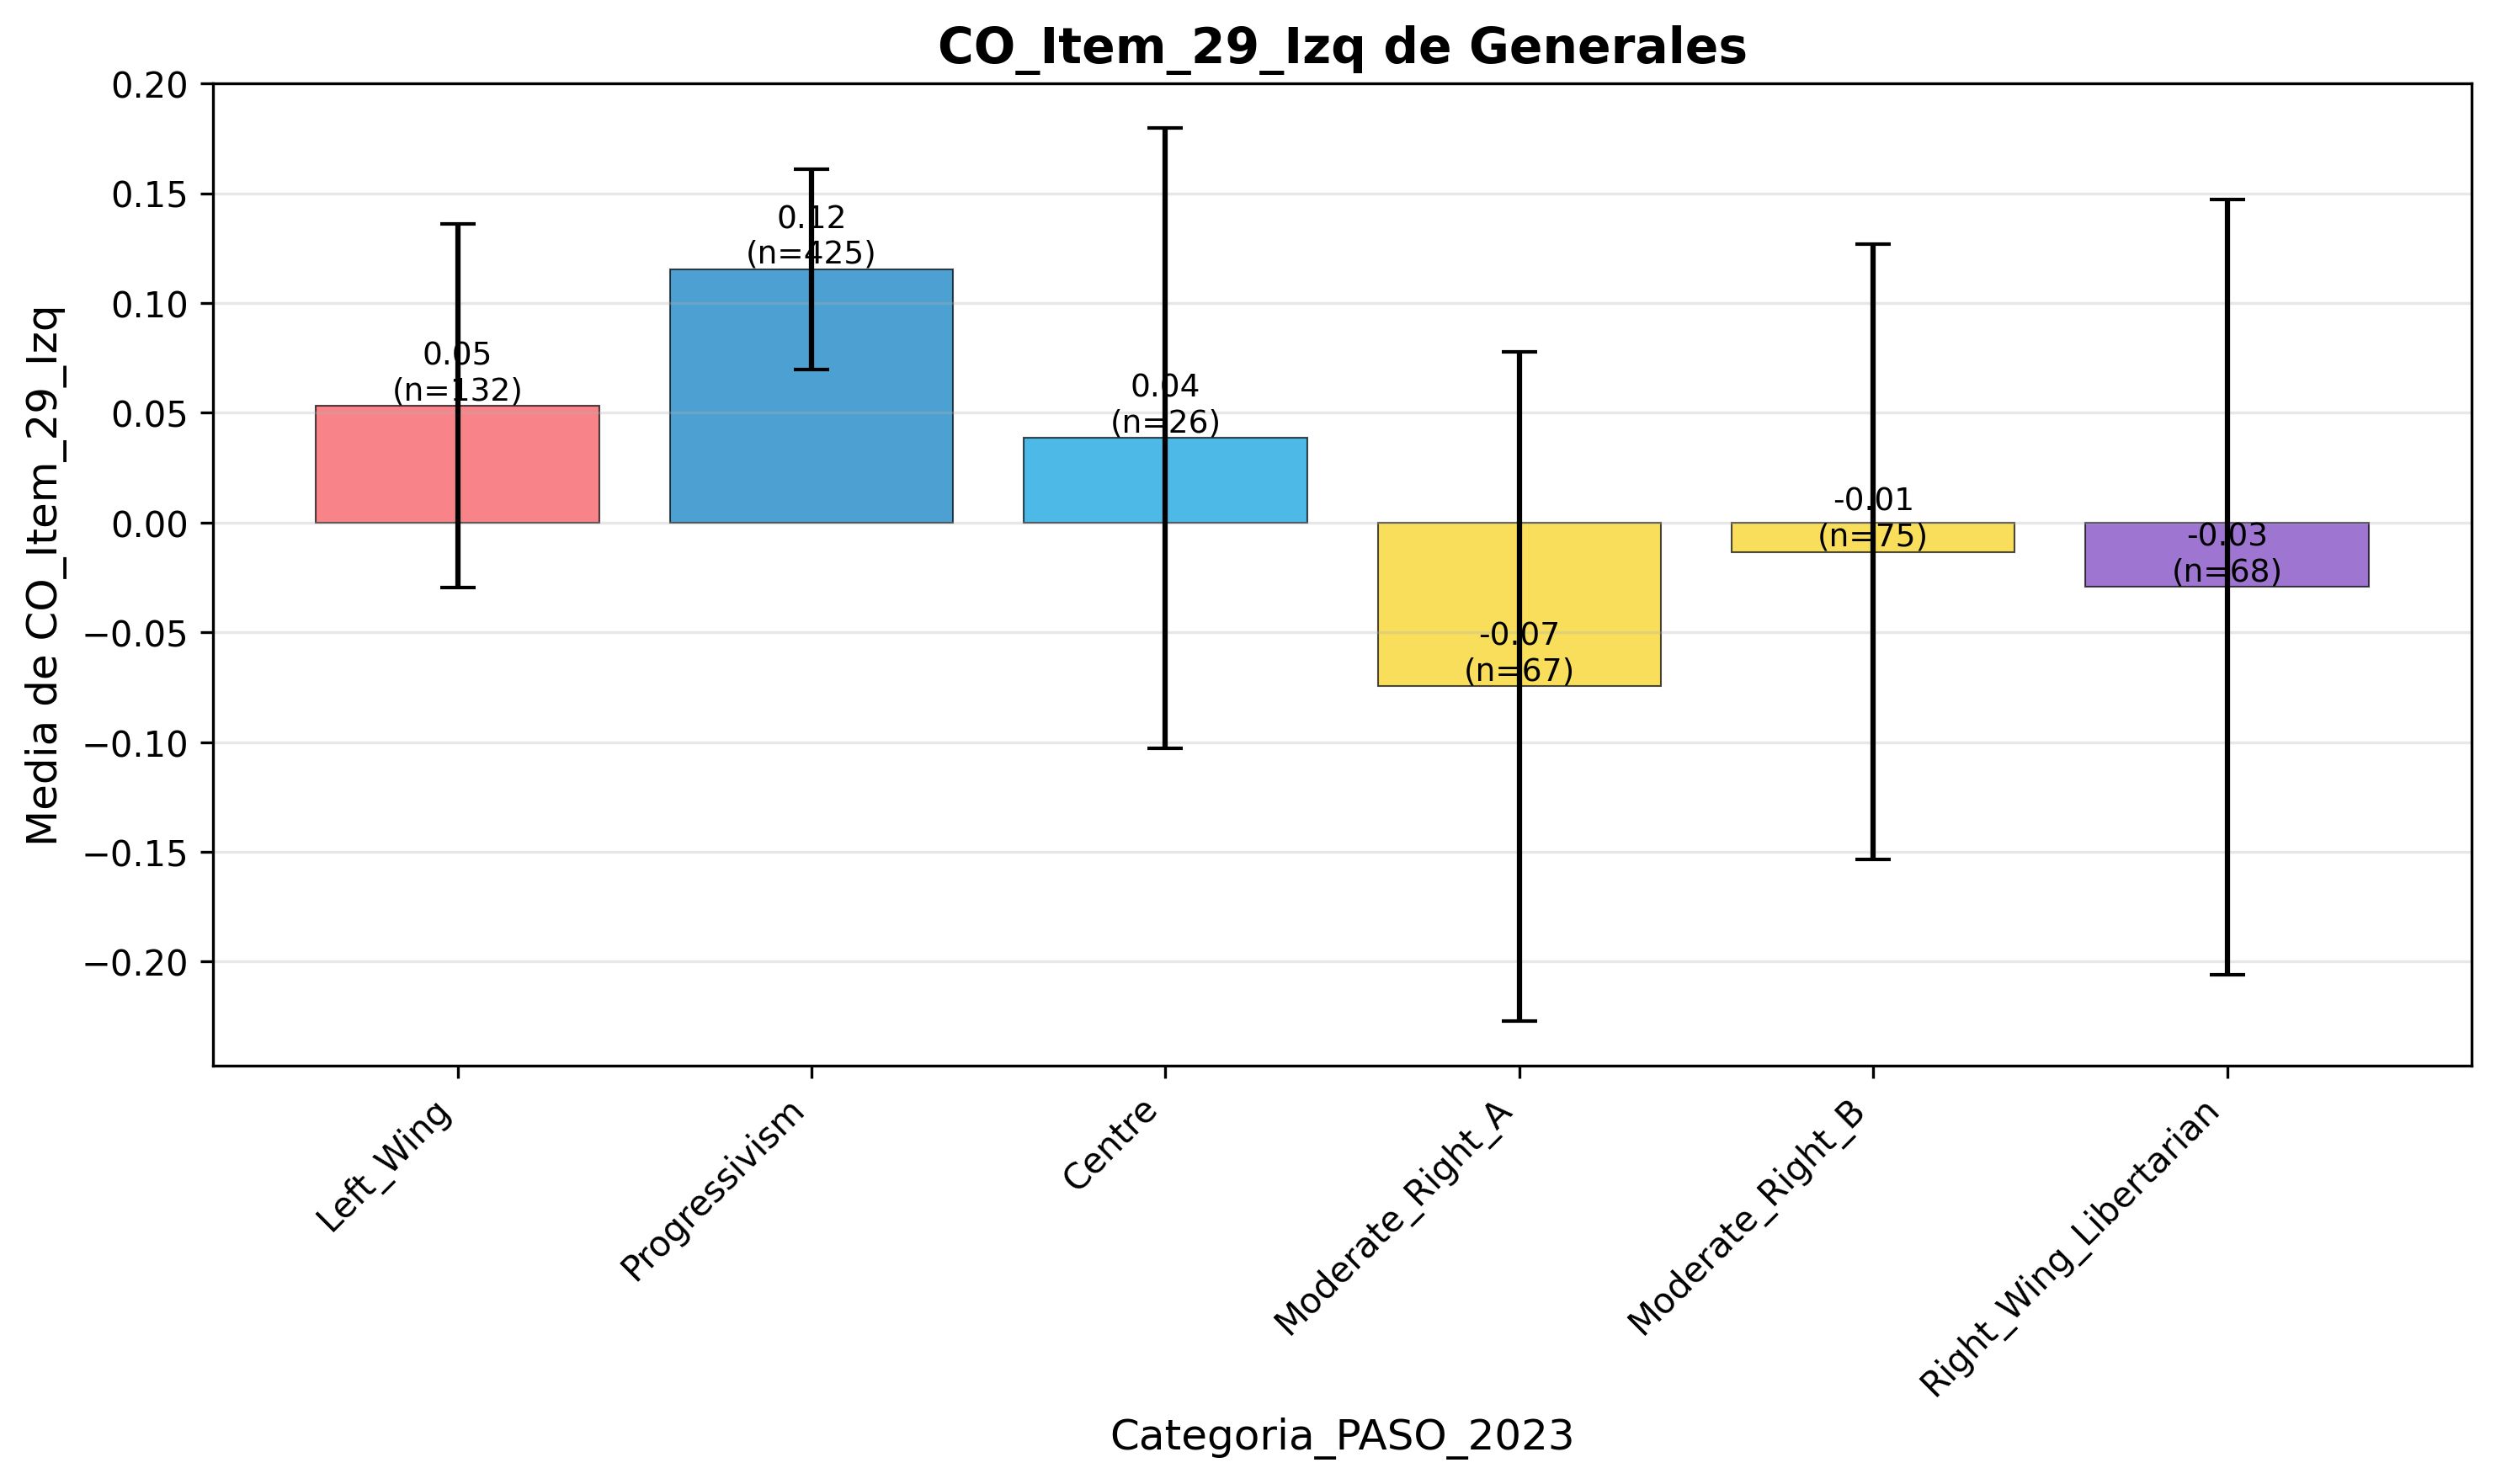 CO_Item_29_Izq de Generales
Media de CO_Item_29_Izq
0.20
0.15
0.10
0.05
0.00
−0.05
−0.10
−0.15
−0.20
0.05
(n=132)
0.12
(n=425)
0.04
(n=26)
-0.07
(n=67)
-0.01
(n=75)
-0.03
(n=68)
Left_Wing
Progressivism
Centre
Moderate_Right_A
Moderate_Right_B
Right_Wing_Libertarian
Categoria_PASO_2023